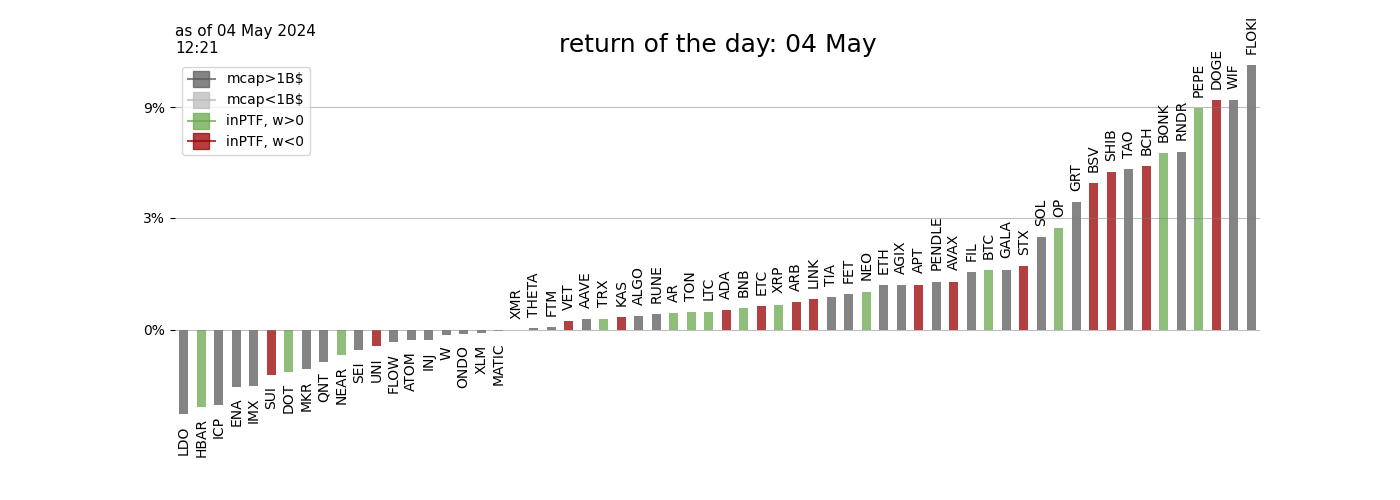 as of 04 May 2024
12:21
return of the day: 04 May
mcap>1B$
mcap<1B$
inPTF, w>0
inPTF, w<0
9%
3%
0%
LDO
HBAR
ICP
ENA
IMX
SUI
DOT
MKR
QNT
NEAR
SEI
UNI
FLOW
ATOM
INJ
W
ONDO
XLM
MATIC
XMR
THETA
FTM
VET
AAVE
TRX
KAS
ALGO
RUNE
AR
TON
LTC
ADA
BNB
ETC
XRP
ARB
LINK
TIA
FET
NEO
ETH
AGIX
APT
PENDLE
AVAX
FIL
BTC
GALA
STX
SOL
OP
GRT
BSV
SHIB
TAO
BCH
BONK
RNDR
PEPE
DOGE
WIF
FLOKI